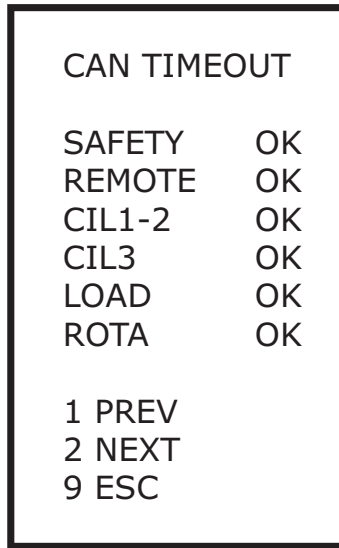 CAN TIMEOUT
SAFETY OK
REMOTE OK
CIL1-2 OK
CIL3 OK
LOAD OK
ROTA OK
1 PREV
2 NEXT
9 ESC